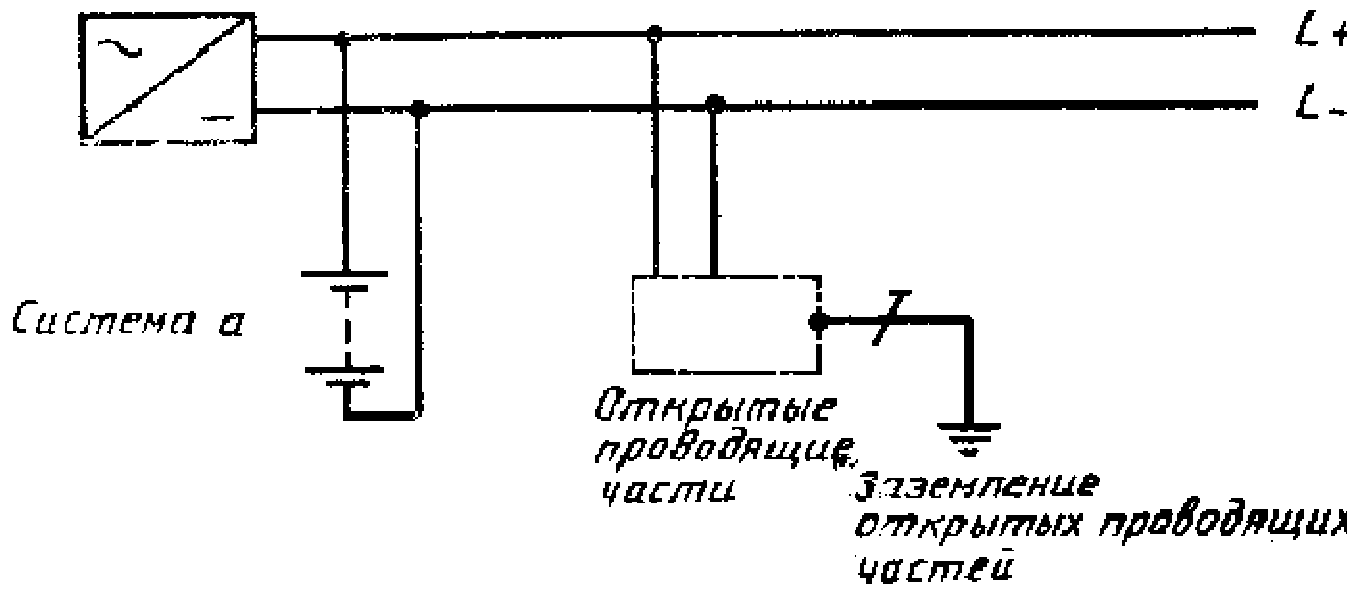 L+
L-
Система а
Открытые
проводящие
части
Заземление
открытых проводящих
частей